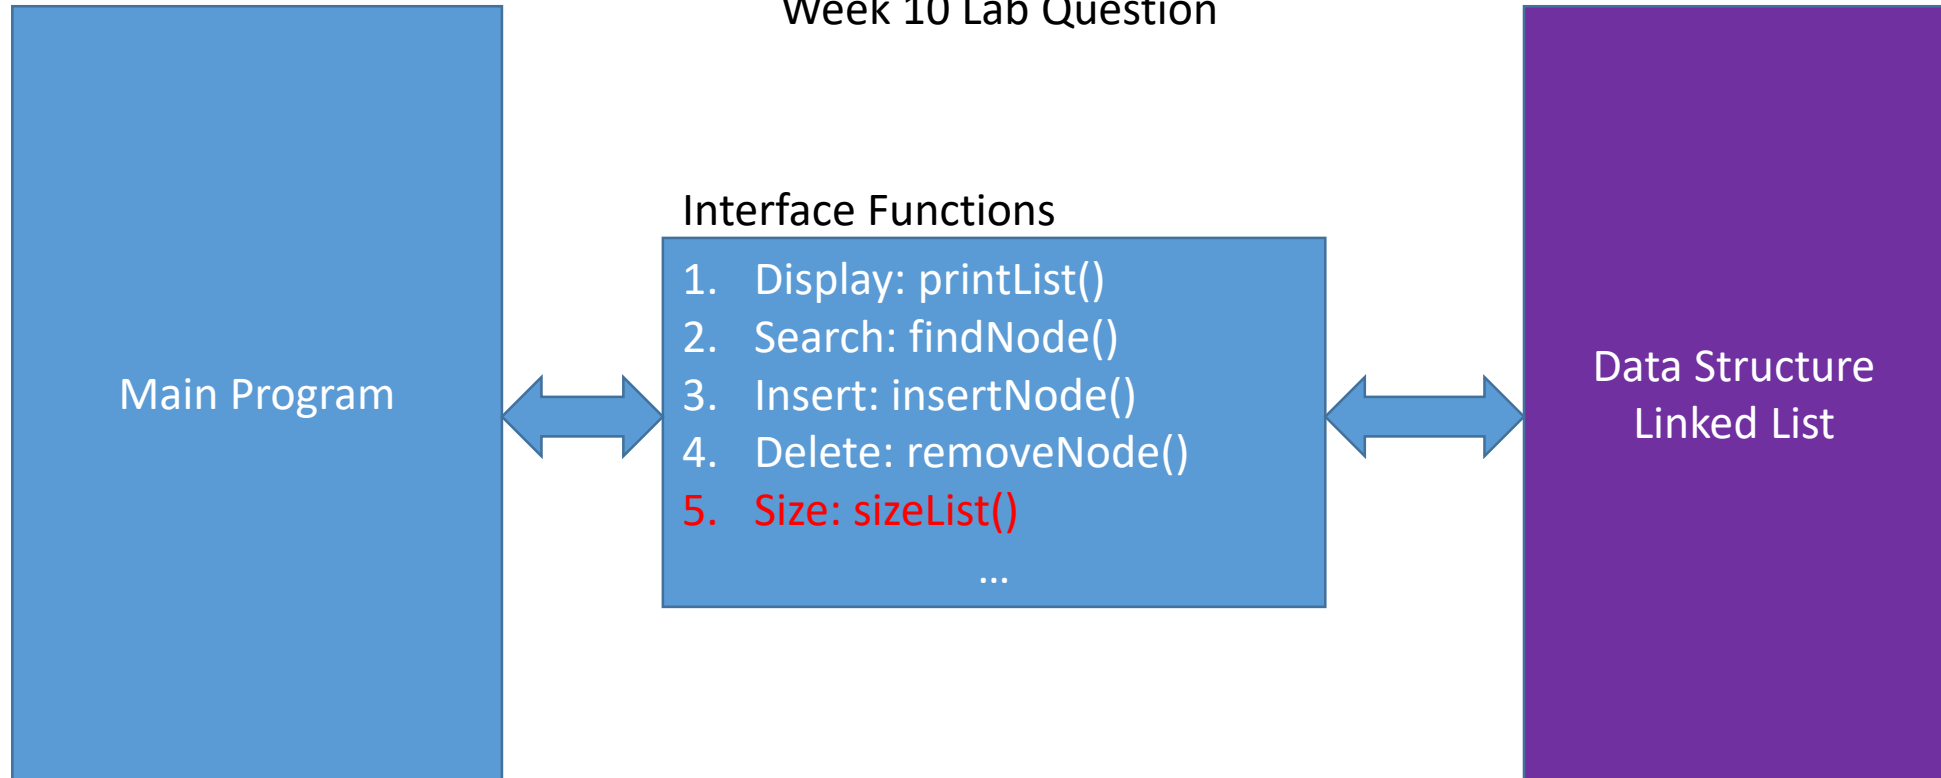 Week 10 Lab Question
Interface Functions
1. Display: printList()
2. Search: findNode()
3. Insert: insertNode()
4. Delete: removeNode()
5. Size: sizeList()
...
Main Program
Data Structure
Linked List